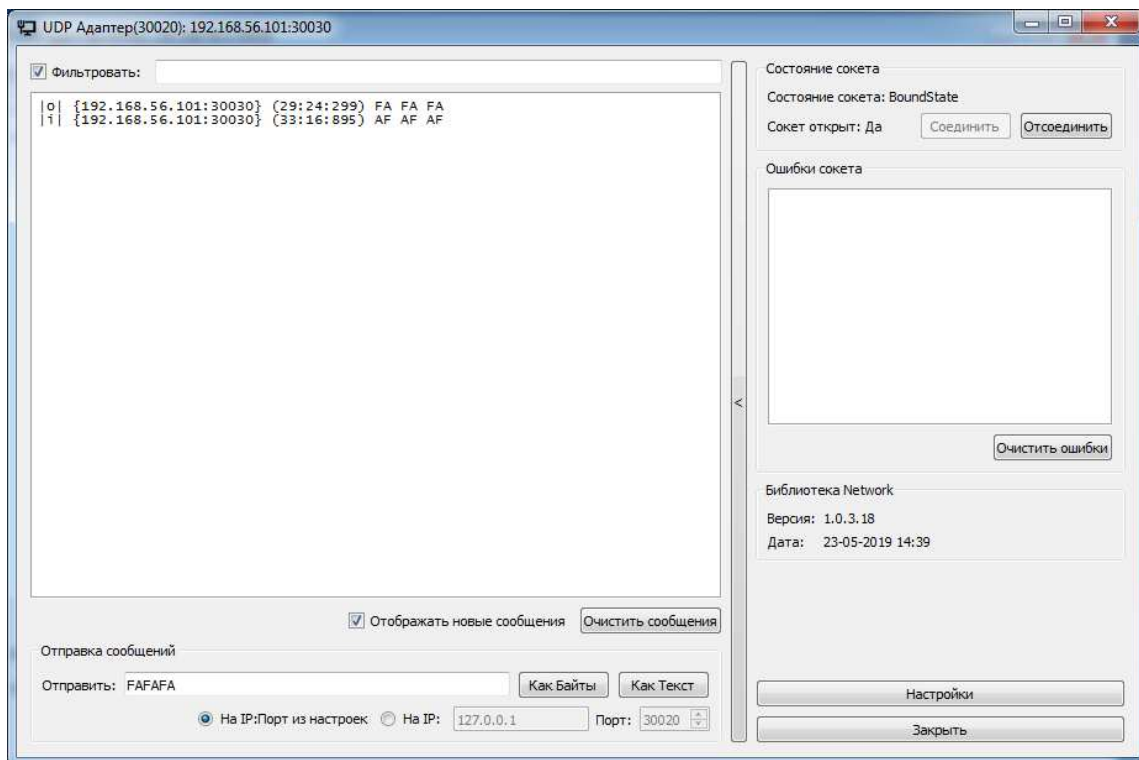 UDP Адаптер(30020): 192.168.56.101:30030
Фильтровать:
|o| {192.168.56.101:30030} (29:24:299) FA FA FA
|i| {192.168.56.101:30030} (33:16:895) AF AF AF
Отображать новые сообщения Очистить сообщения
Отправка сообщений
Отправить: FAFAFA Как Байты Как Текст
На IP:Порт из настроек На IP: 127.0.0.1 Порт: 30020
<
Состояние сокета
Состояние сокета: BoundState
Сокет открыт: Да Соединить Отсоединить
Ошибки сокета
Очистить ошибки
Библиотека Network
Версия: 1.0.3.18
Дата: 23-05-2019 14:39
Настройки
Закрыть